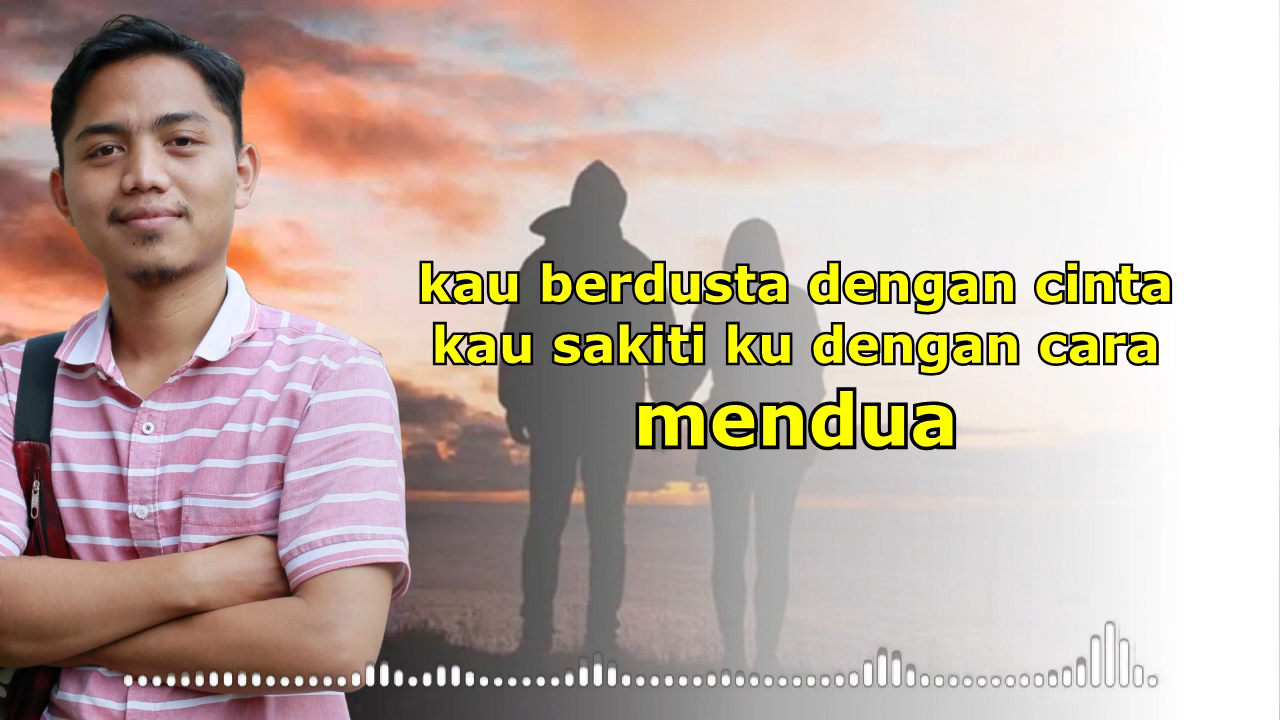 kau berdusta dengan cinta
kau sakiti ku dengan cara
mendua